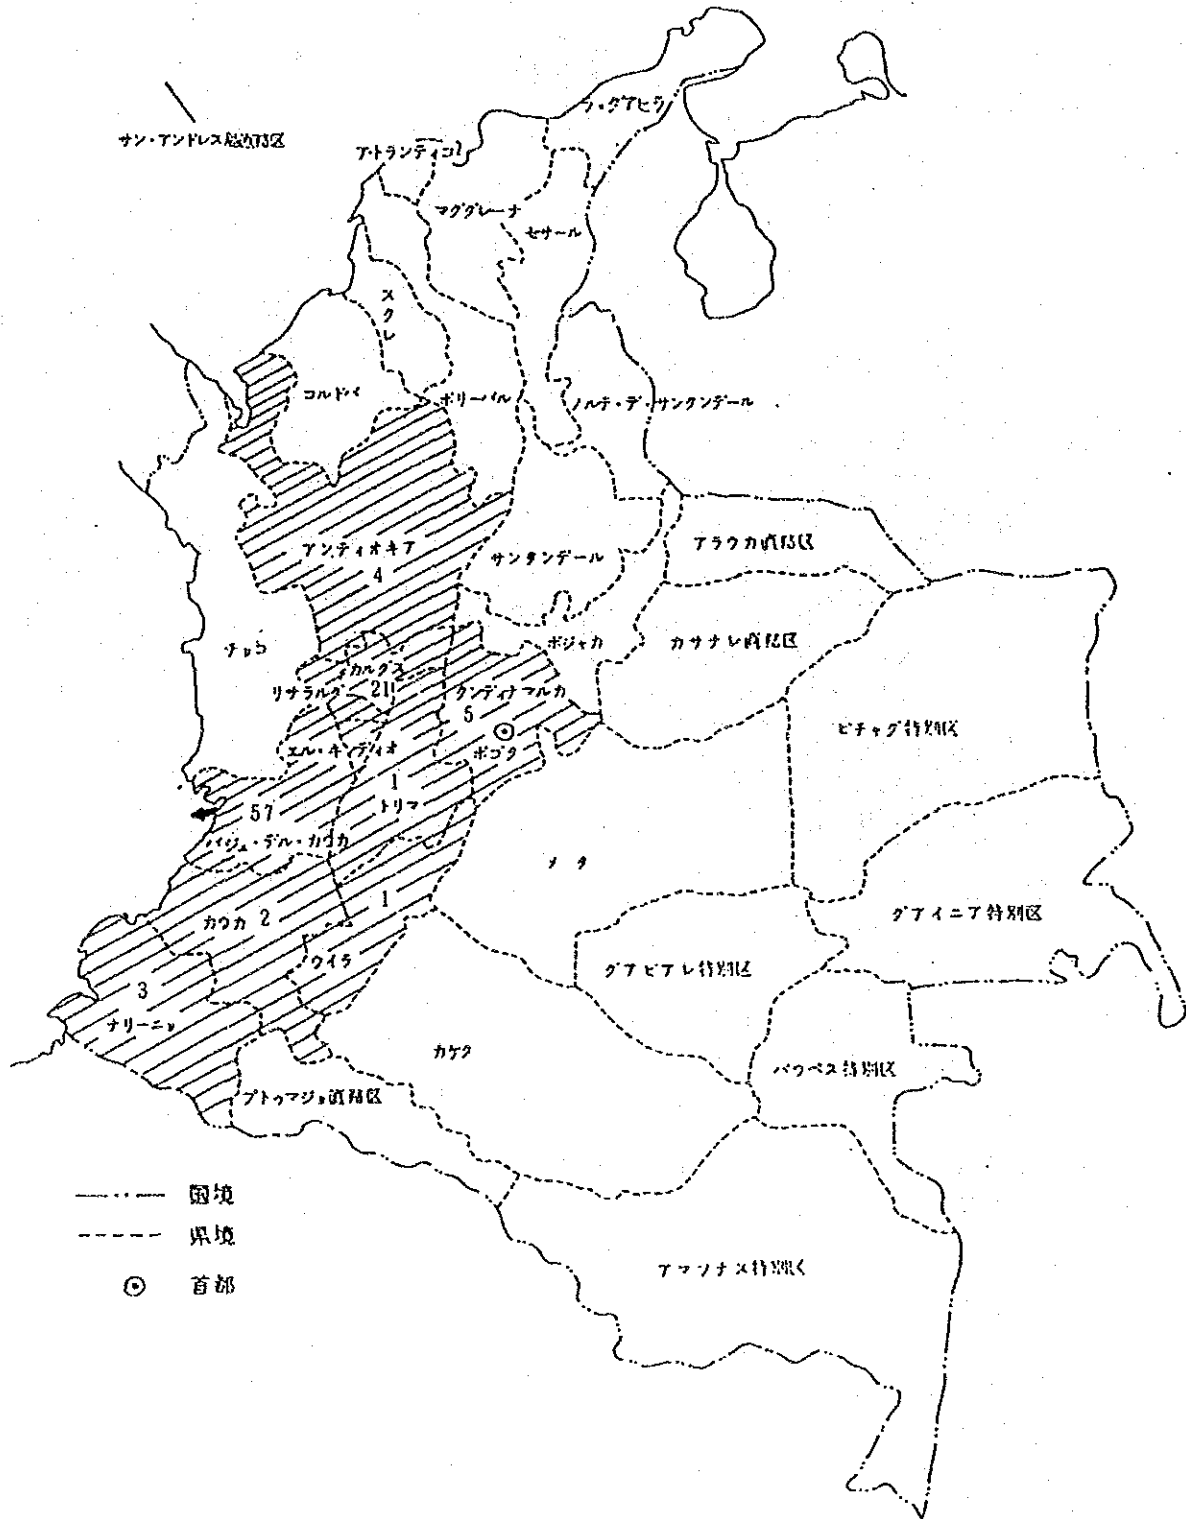 ラ・グアヒラ
サン・アンドレス
アトランティコ
マグダレーナ
セサール
スクレ
コルドバ
ボリーバル
ノルテ・デ・サンタンデール
アンティオキア
4
サンタンデール
アラウカ直轄区
チョコ
ボジャカ
カサナレ直轄区
カルダス
リサラルダ
21
クンディナマルカ
5
ビチャダ特別区
エル・キンディオ
ボゴタ
1
トリマ
57
バイュ・デル・カウカ
メタ
1
カウカ 2
グアイニア特別区
ウイラ
グアビアレ特別区
3
ナリーニョ
カケタ
バウペス特別区
プトゥマジョ直轄区
国境
県境
首都
アマソナス特別区